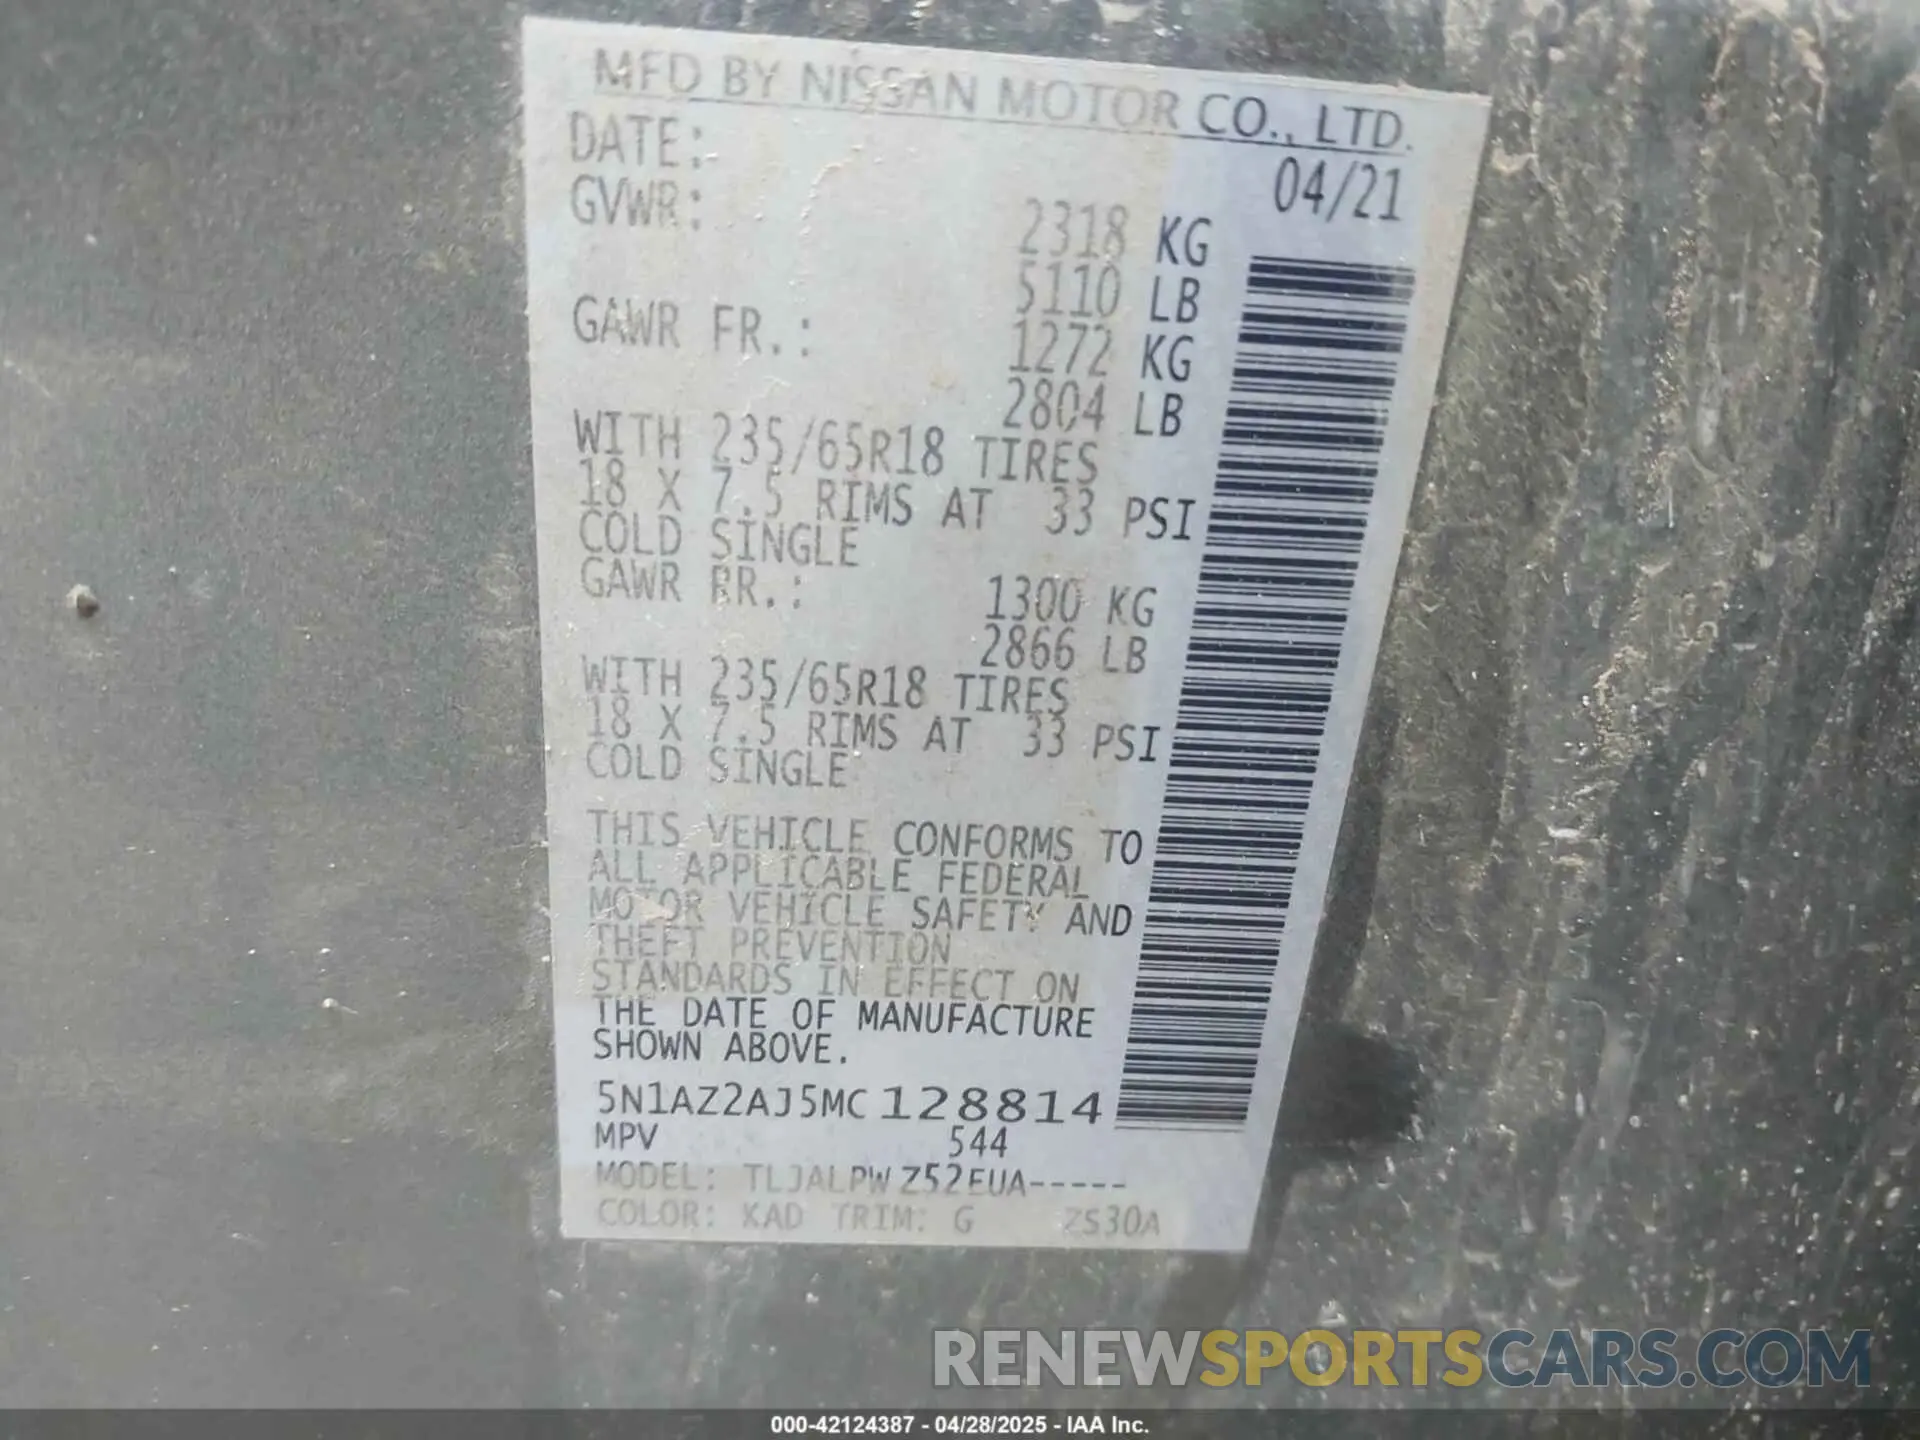 MFD BY NISSAN MOTOR CO., LTD.
DATE: 04/21
GVWR: 2318 KG
5110 LB
GAWR FR.: 1272 KG
2804 LB
WITH 235/65R18 TIRES
18 X 7.5 RIMS AT 33 PSI
COLD SINGLE
GAWR RR.: 1300 KG
2866 LB
WITH 235/65R18 TIRES
18 X 7.5 RIMS AT 33 PSI
COLD SINGLE
THIS VEHICLE CONFORMS TO
ALL APPLICABLE FEDERAL
MOTOR VEHICLE SAFETY AND
THEFT PREVENTION
STANDARDS IN EFFECT ON
THE DATE OF MANUFACTURE
SHOWN ABOVE.
5N1AZ2AJ5MC128814
MPV 544
MODEL: TLJALPW Z52EUA-----
COLOR: KAD TRIM: G ZS30A
RENEWSPORTSCARS.COM
000-42124387 - 04/28/2025 - IAA Inc.